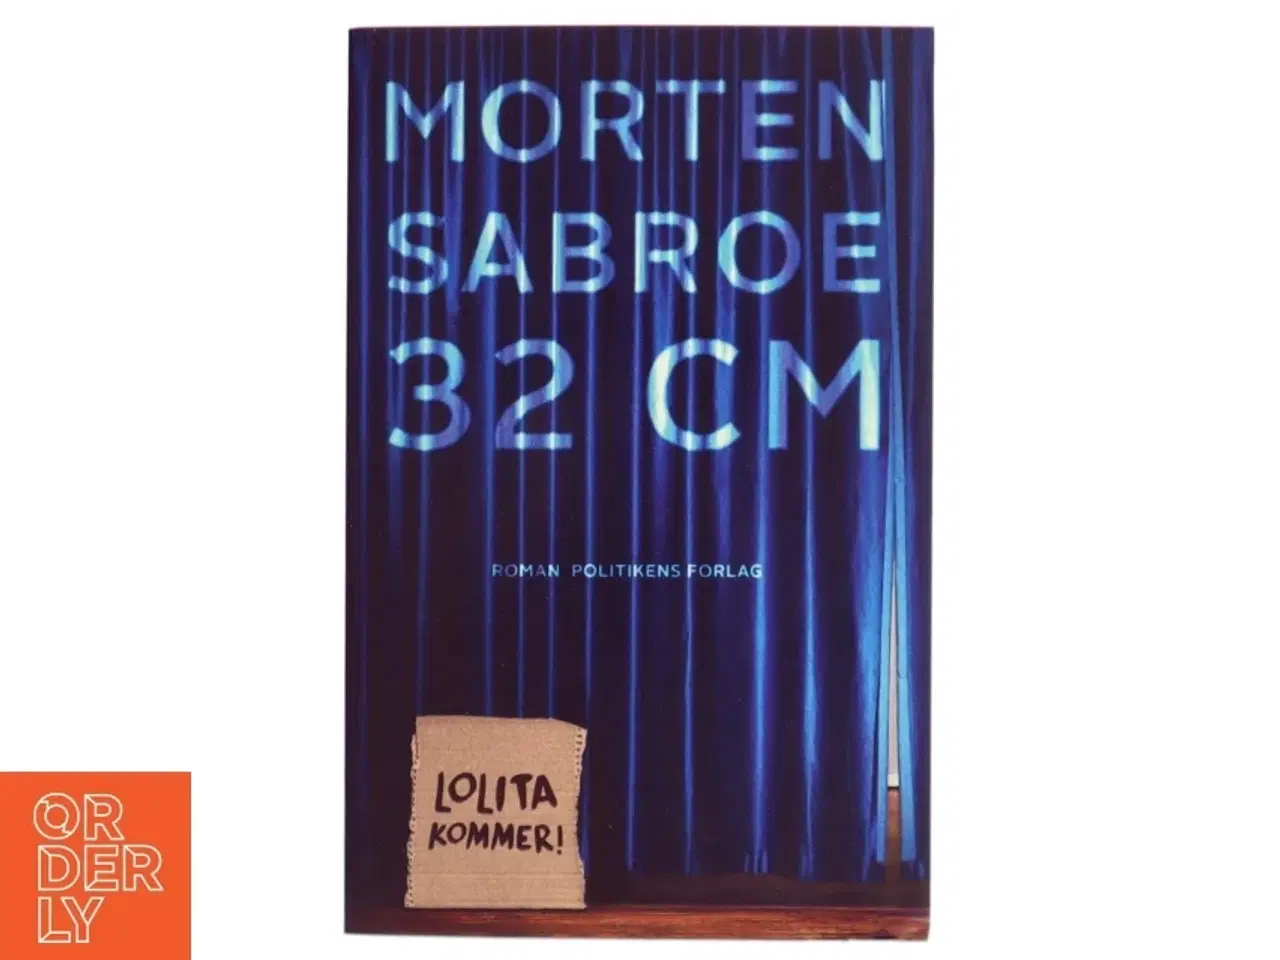 MORTEN
SABROE
32 CM
ROMAN POLITIKENS FORLAG
LOLITA
KOMMER!
OR
DER
LY